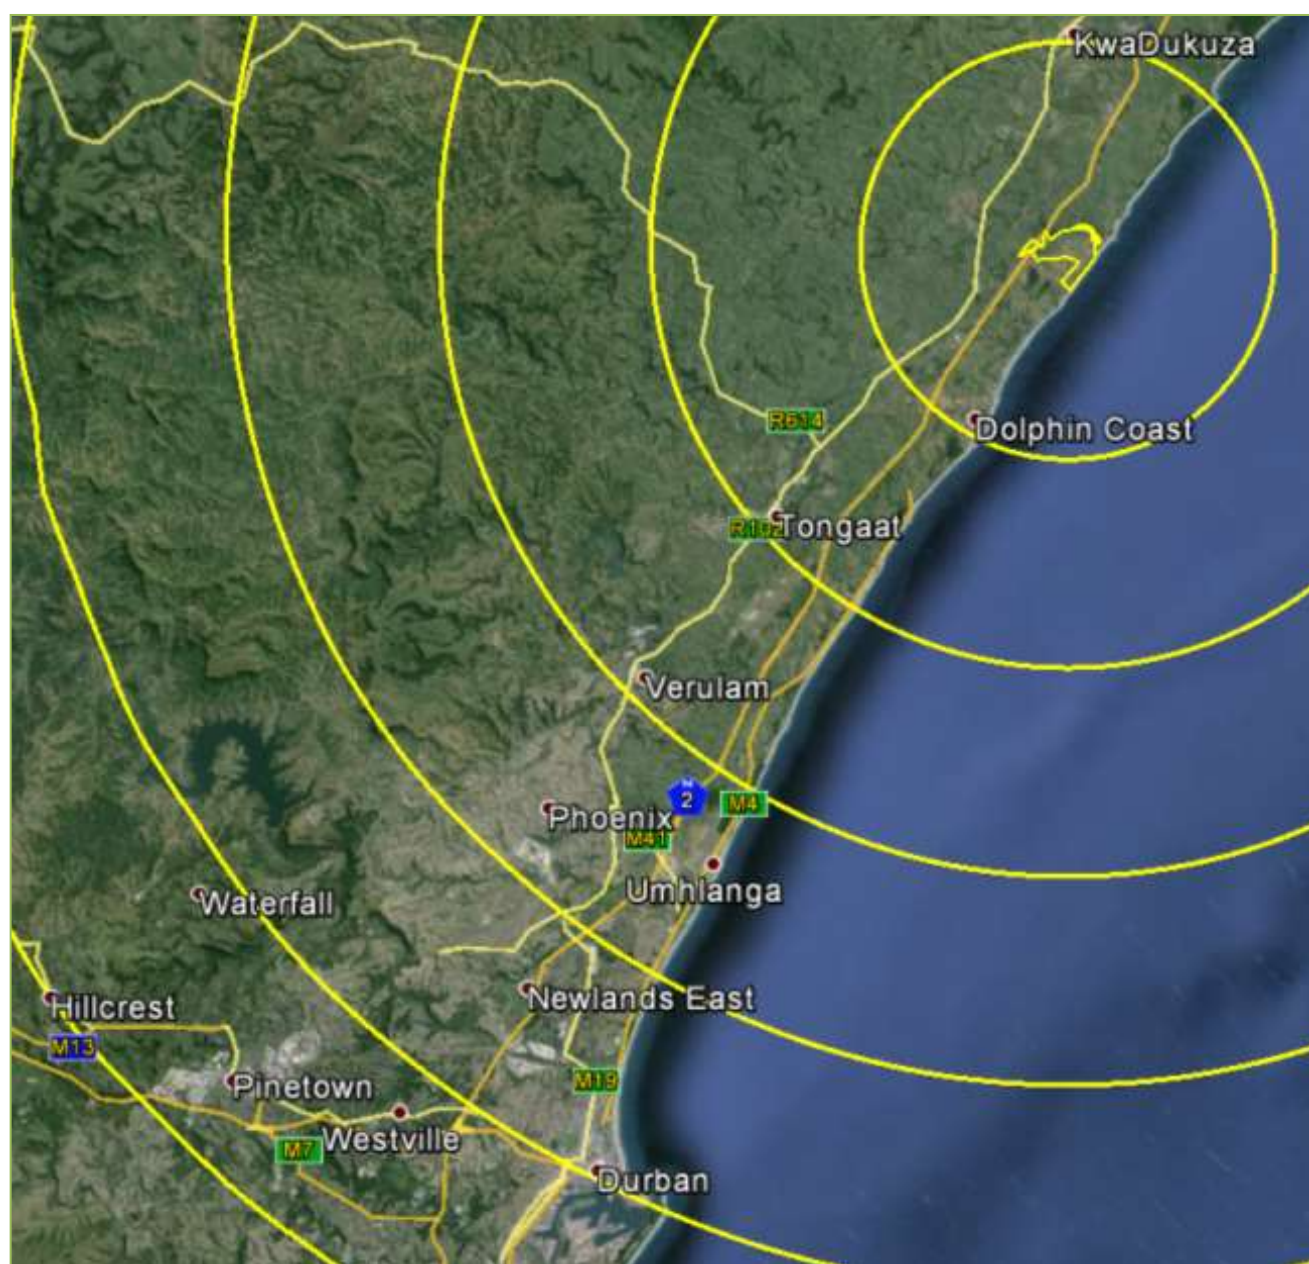 KwaDukuza
R614
Dolphin Coast
R102
Tongaat
Verulam
N
2
M4
Phoenix
M41
Umhlanga
Waterfall
Newlands East
Hillcrest
M13
M19
Pinetown
Westville
M7
Durban